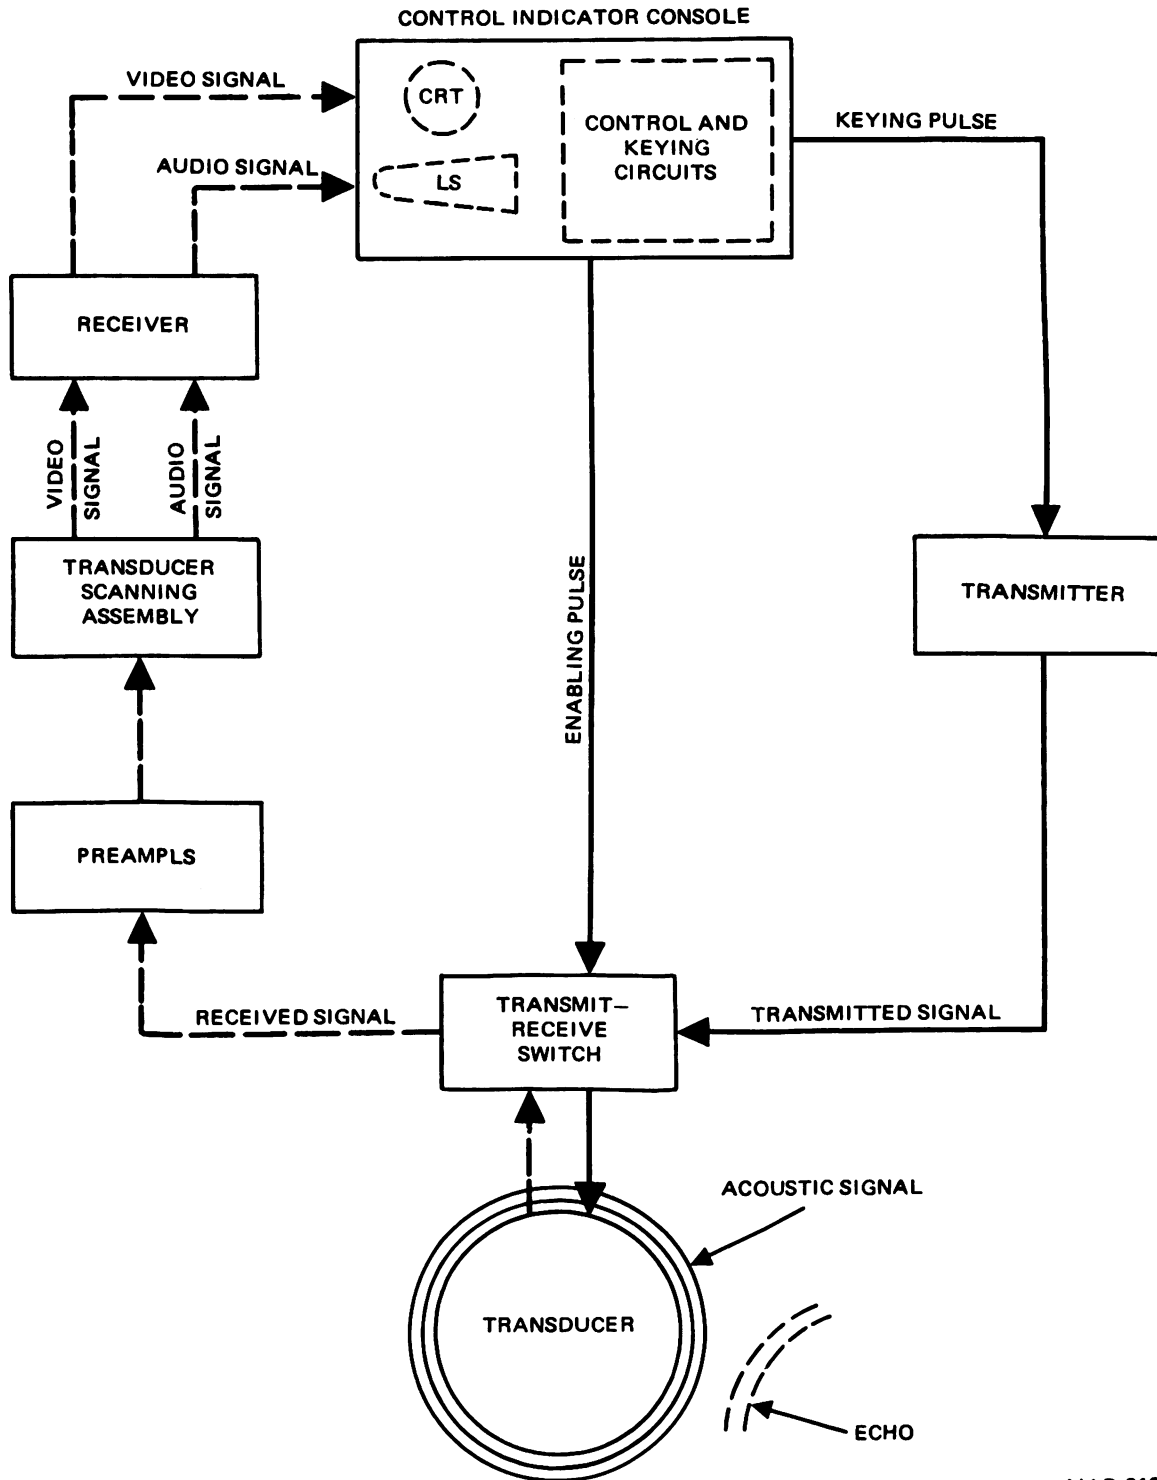 CONTROL INDICATOR CONSOLE
VIDEO SIGNAL
CRT
CONTROL AND
KEYING
CIRCUITS
KEYING PULSE
AUDIO SIGNAL
LS
RECEIVER
VIDEO
SIGNAL
AUDIO
SIGNAL
TRANSDUCER
SCANNING
ASSEMBLY
ENABLING PULSE
TRANSMITTER
PREAMPLS
RECEIVED SIGNAL
TRANSMIT—
RECEIVE
SWITCH
TRANSMITTED SIGNAL
ACOUSTIC SIGNAL
TRANSDUCER
ECHO